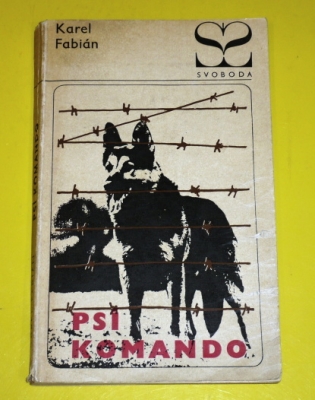 Karel
Fabián
SVOBODA
PSÍ
KOMANDO